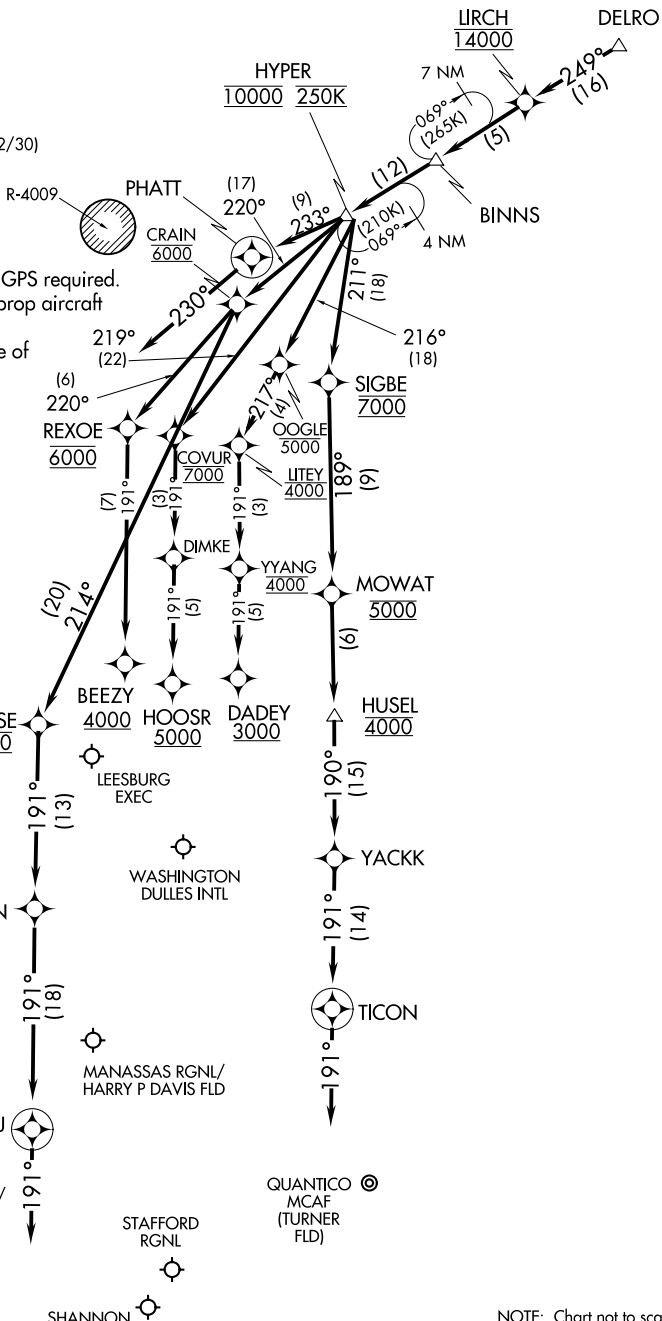 LIRCH
14000
DELRO
249°
(16)
HYPER
10000 250K
7 NM
069°
(265K)
(5)
2/30)
(12)
BINNS
R-4009
PHATT
(17)
220°
(9)
233°
(210K)
069°
4 NM
CRAIN
6000
GPS required.
prop aircraft
230°
211°
(18)
219°
(22)
216°
(18)
e of
(6)
220°
SIGBE
7000
217°
(4)
OOGLE
5000
REXOE
6000
COVUR
7000
LITEY
4000
189°
(9)
(7)
191°
(3)
191°
191°
(3)
DIMKE
YYANG
4000
MOWAT
5000
191°
(5)
191°
(5)
(20)
214°
(6)
BEEZY
4000
HOOSR
5000
DADEY
3000
HUSEL
4000
SE
0
LEESBURG
EXEC
190°
(15)
191°
(13)
WASHINGTON
DULLES INTL
YACKK
N
191°
(14)
191°
(18)
TICON
MANASSAS RGNL/
HARRY P DAVIS FLD
191°
U
191°
/
QUANTICO
MCAF
(TURNER
FLD)
STAFFORD
RGNL
SHANNON
NOTE: Chart not to sca